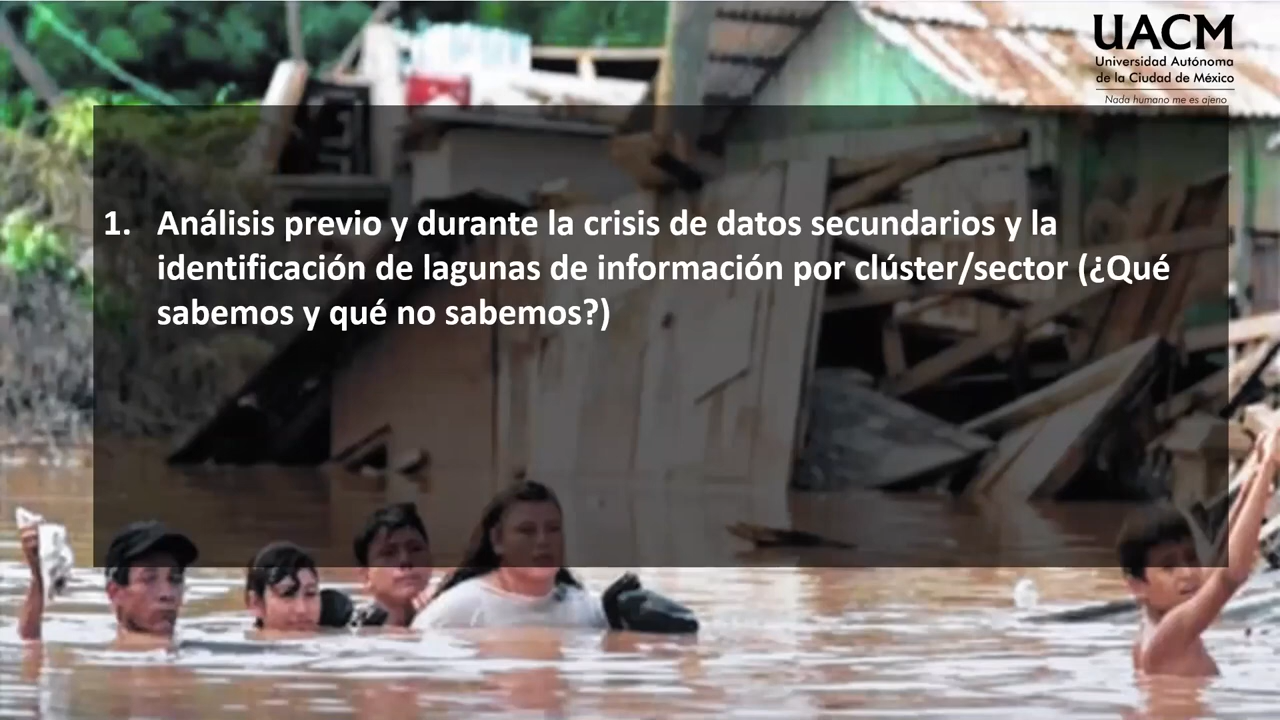 UACM
Universidad Autónoma
de la Ciudad de México
Nada humano me es ajeno
1. Análisis previo y durante la crisis de datos secundarios y la
identificación de lagunas de información por clúster/sector (¿Qué
sabemos y qué no sabemos?)